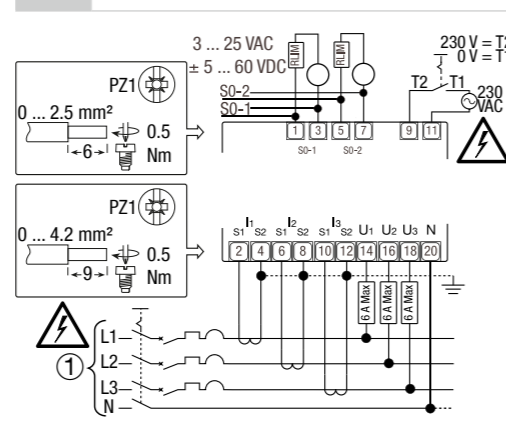 3 ... 25 VAC
± 5 ... 60 VDC
RLIM
RLIM
230 V = T2
PZ1
S0-2
T2 T1
230
VAC
0 ... 2.5 mm²
S0-1
6
0.5
Nm
1 3 5 7 9 11
S0-1 S0-2
PZ1
I1 I2 I3 U1 U2 U3 N
S1 S2 S1 S2 S1 S2
0 ... 4.2 mm²
2 4 6 8 10 12 14 16 18 20
9
0.5
Nm
6 A Max
6 A Max
6 A Max
1
L1
L2
L3
N